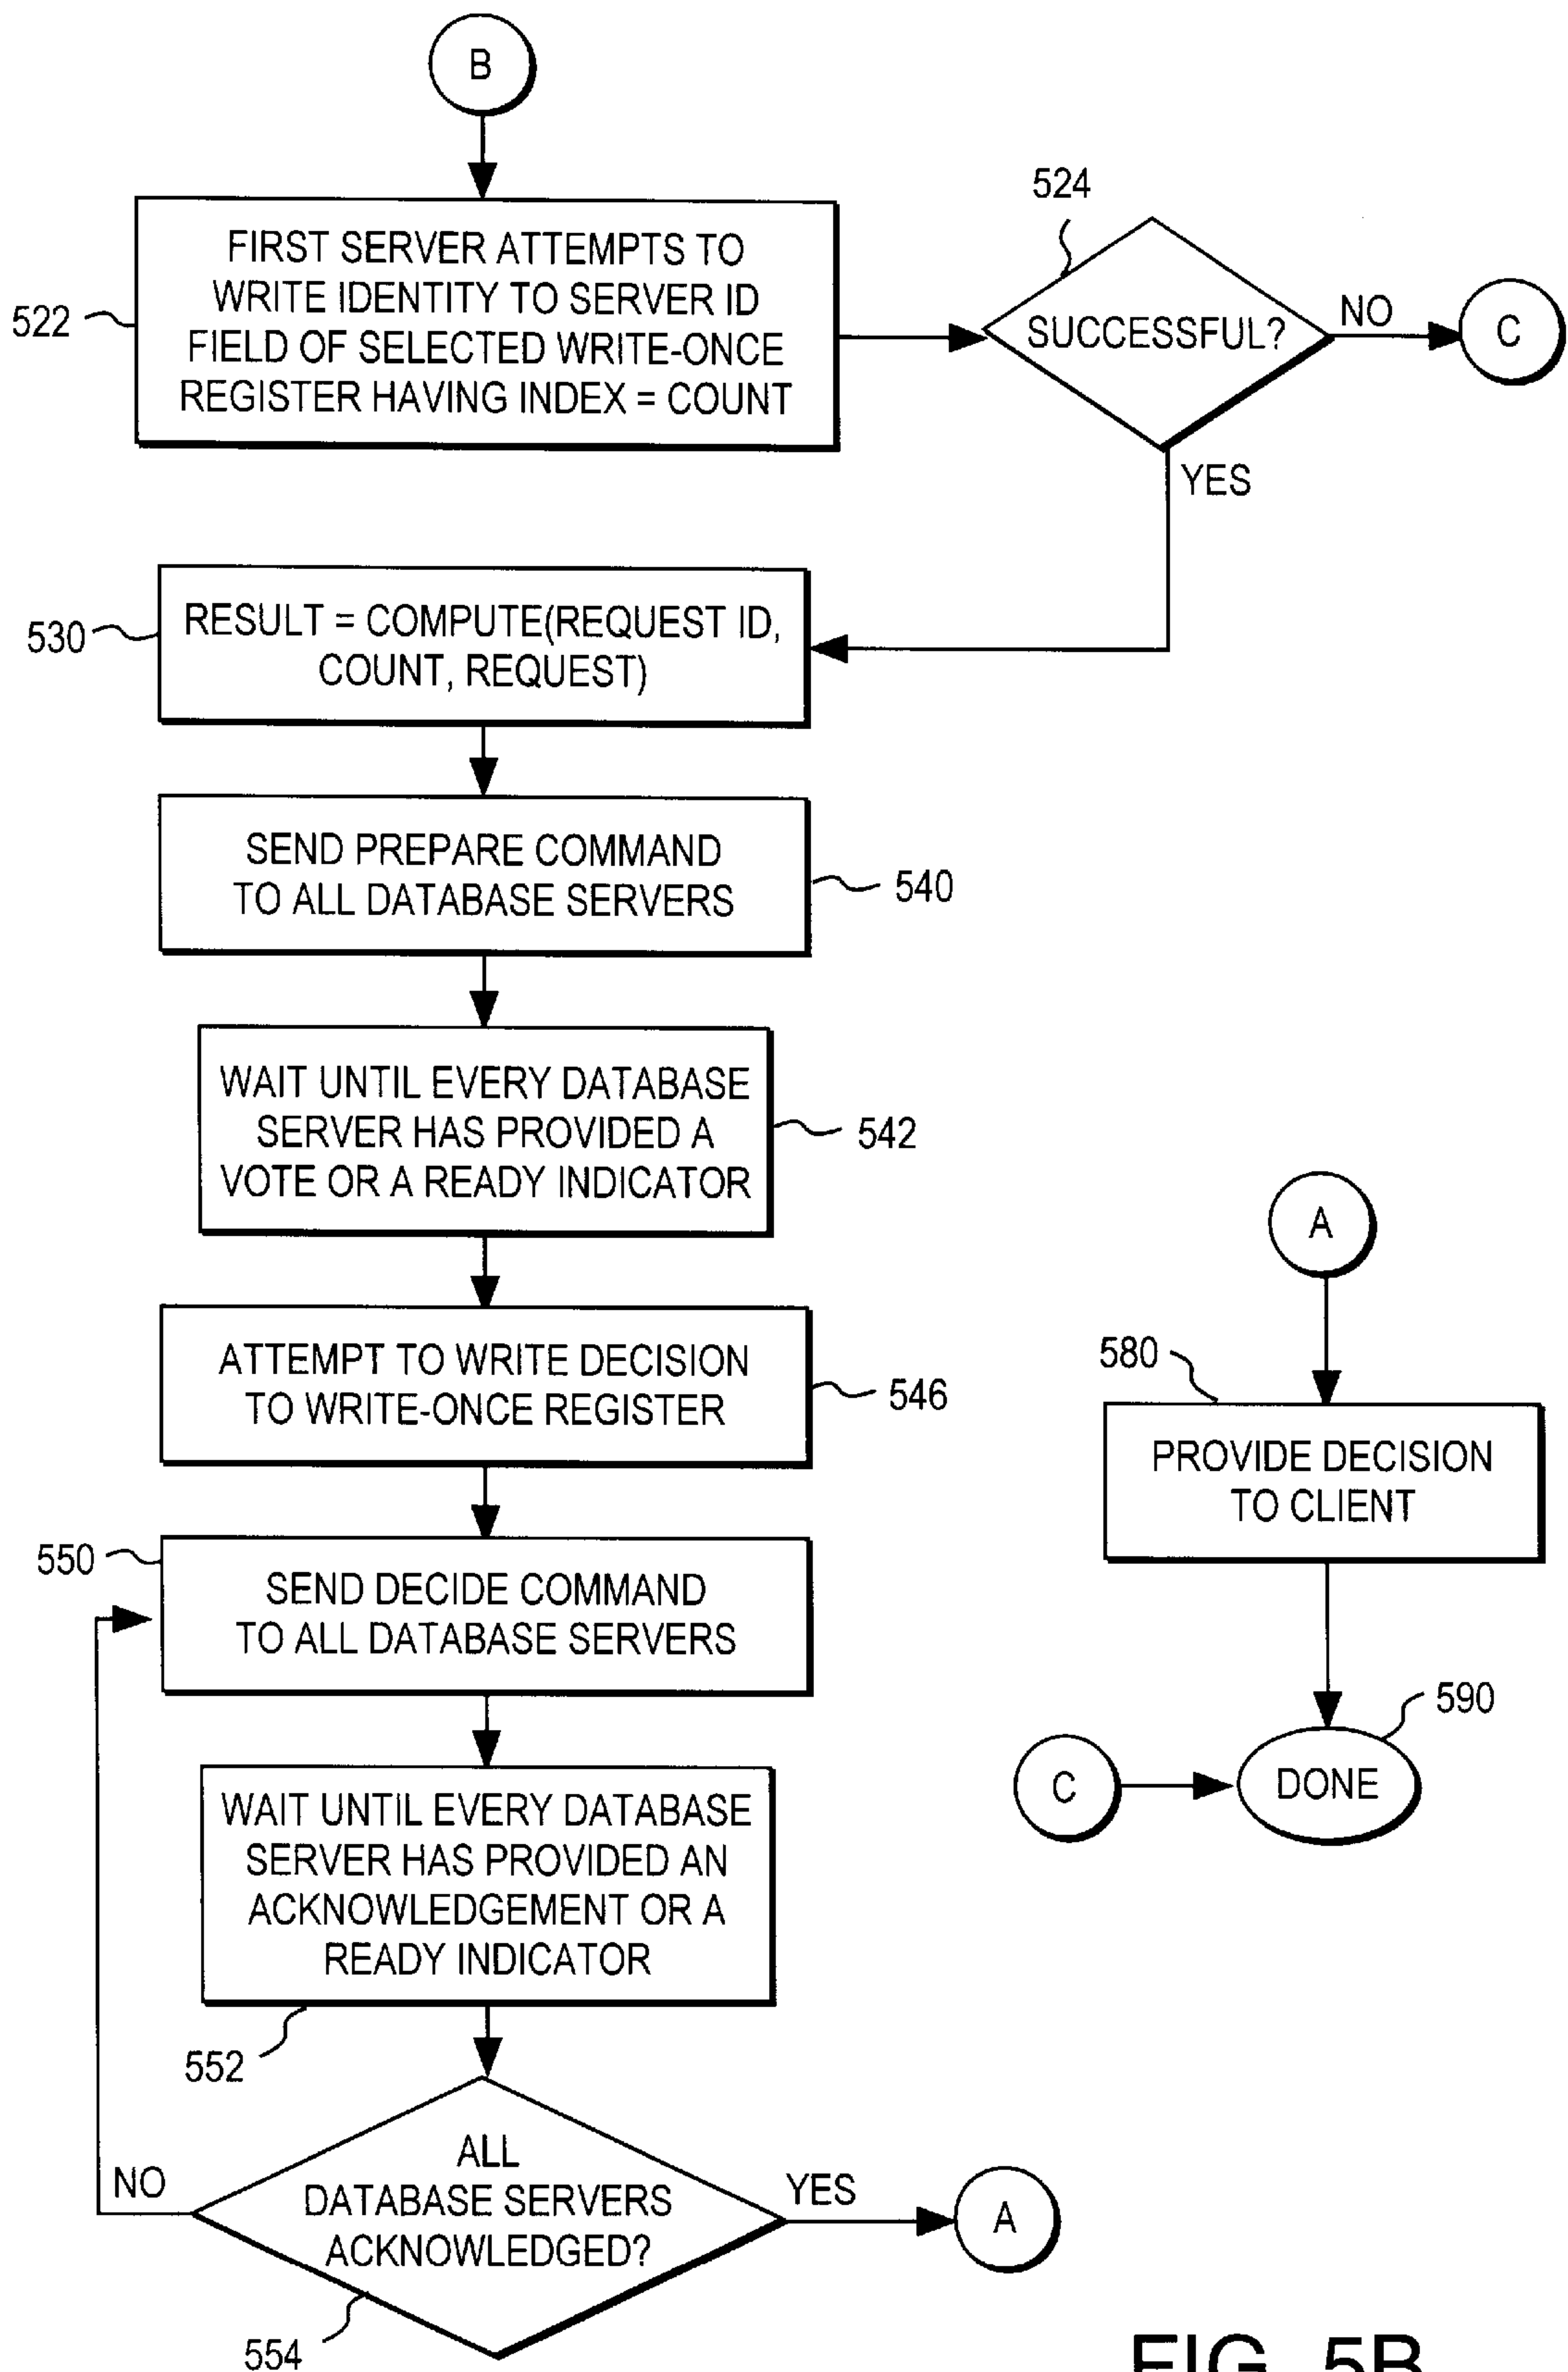 B
522
FIRST SERVER ATTEMPTS TO
WRITE IDENTITY TO SERVER ID
FIELD OF SELECTED WRITE-ONCE
REGISTER HAVING INDEX = COUNT
524
SUCCESSFUL?
NO
C
YES
530
RESULT = COMPUTE(REQUEST ID,
COUNT, REQUEST)
SEND PREPARE COMMAND
TO ALL DATABASE SERVERS
540
WAIT UNTIL EVERY DATABASE
SERVER HAS PROVIDED A
VOTE OR A READY INDICATOR
542
ATTEMPT TO WRITE DECISION
TO WRITE-ONCE REGISTER
546
550
SEND DECIDE COMMAND
TO ALL DATABASE SERVERS
WAIT UNTIL EVERY DATABASE
SERVER HAS PROVIDED AN
ACKNOWLEDGEMENT OR A
READY INDICATOR
552
ALL
DATABASE SERVERS
ACKNOWLEDGED?
NO
YES
A
554
A
580
PROVIDE DECISION
TO CLIENT
590
C
DONE
FIG. 5B